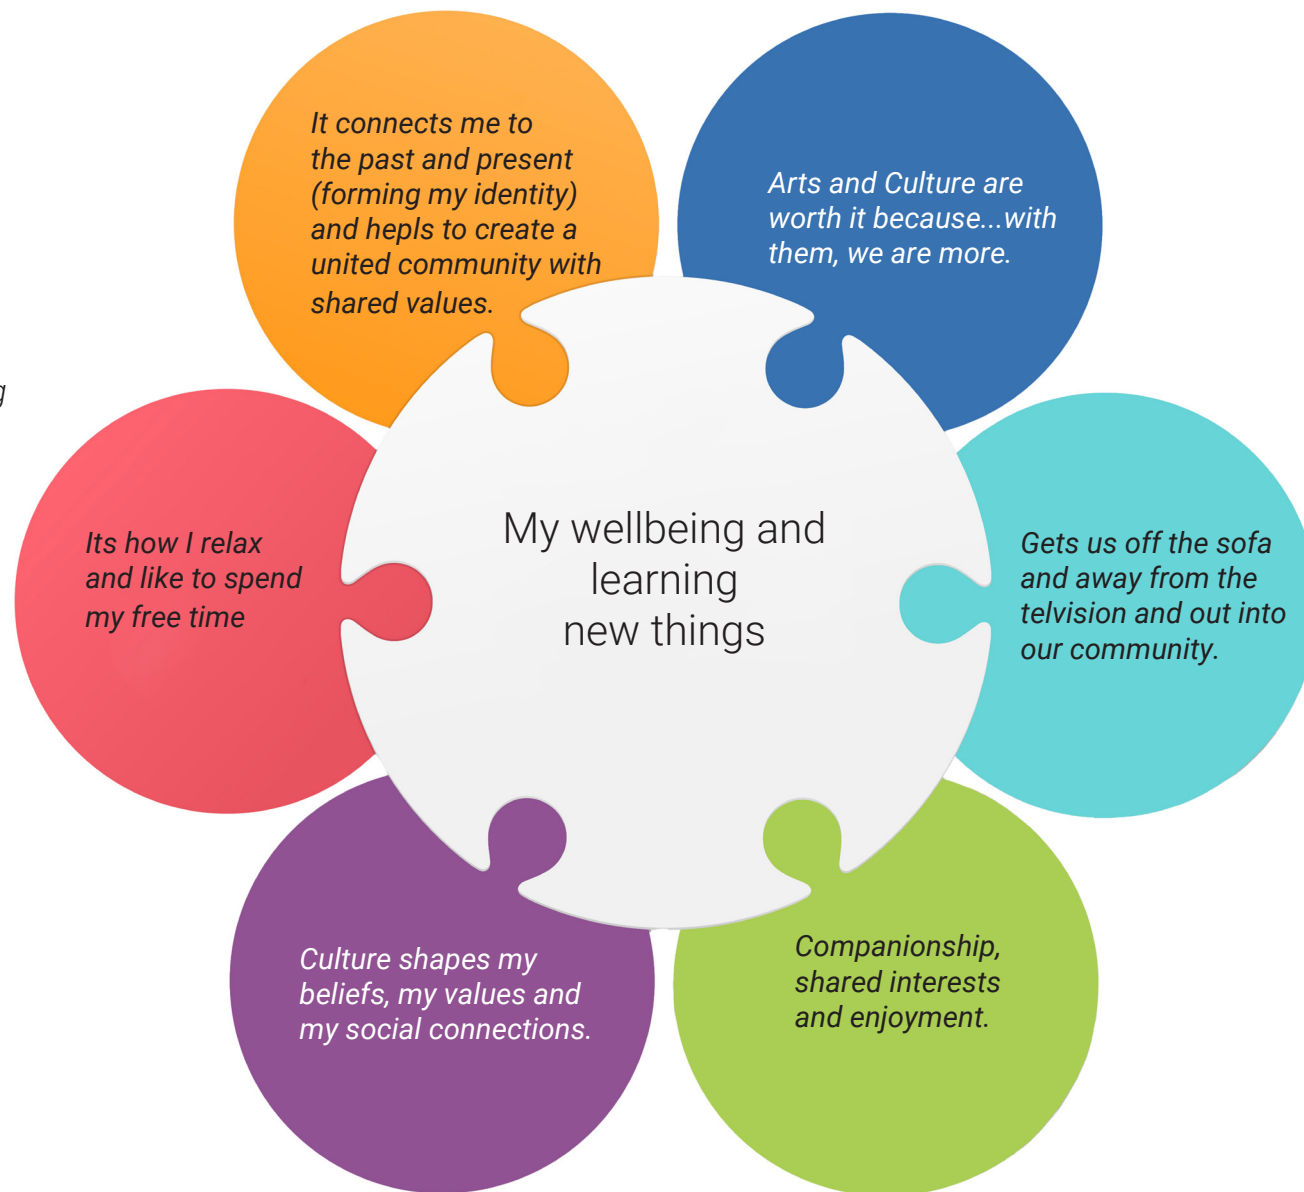 It connects me to
the past and present
(forming my identity)
and hepls to create a
united community with
shared values.
Arts and Culture are
worth it because...with
them, we are more.
Its how I relax
and like to spend
my free time
My wellbeing and
learning
new things
Gets us off the sofa
and away from the
telvision and out into
our community.
Culture shapes my
beliefs, my values and
my social connections.
Companionship,
shared interests
and enjoyment.